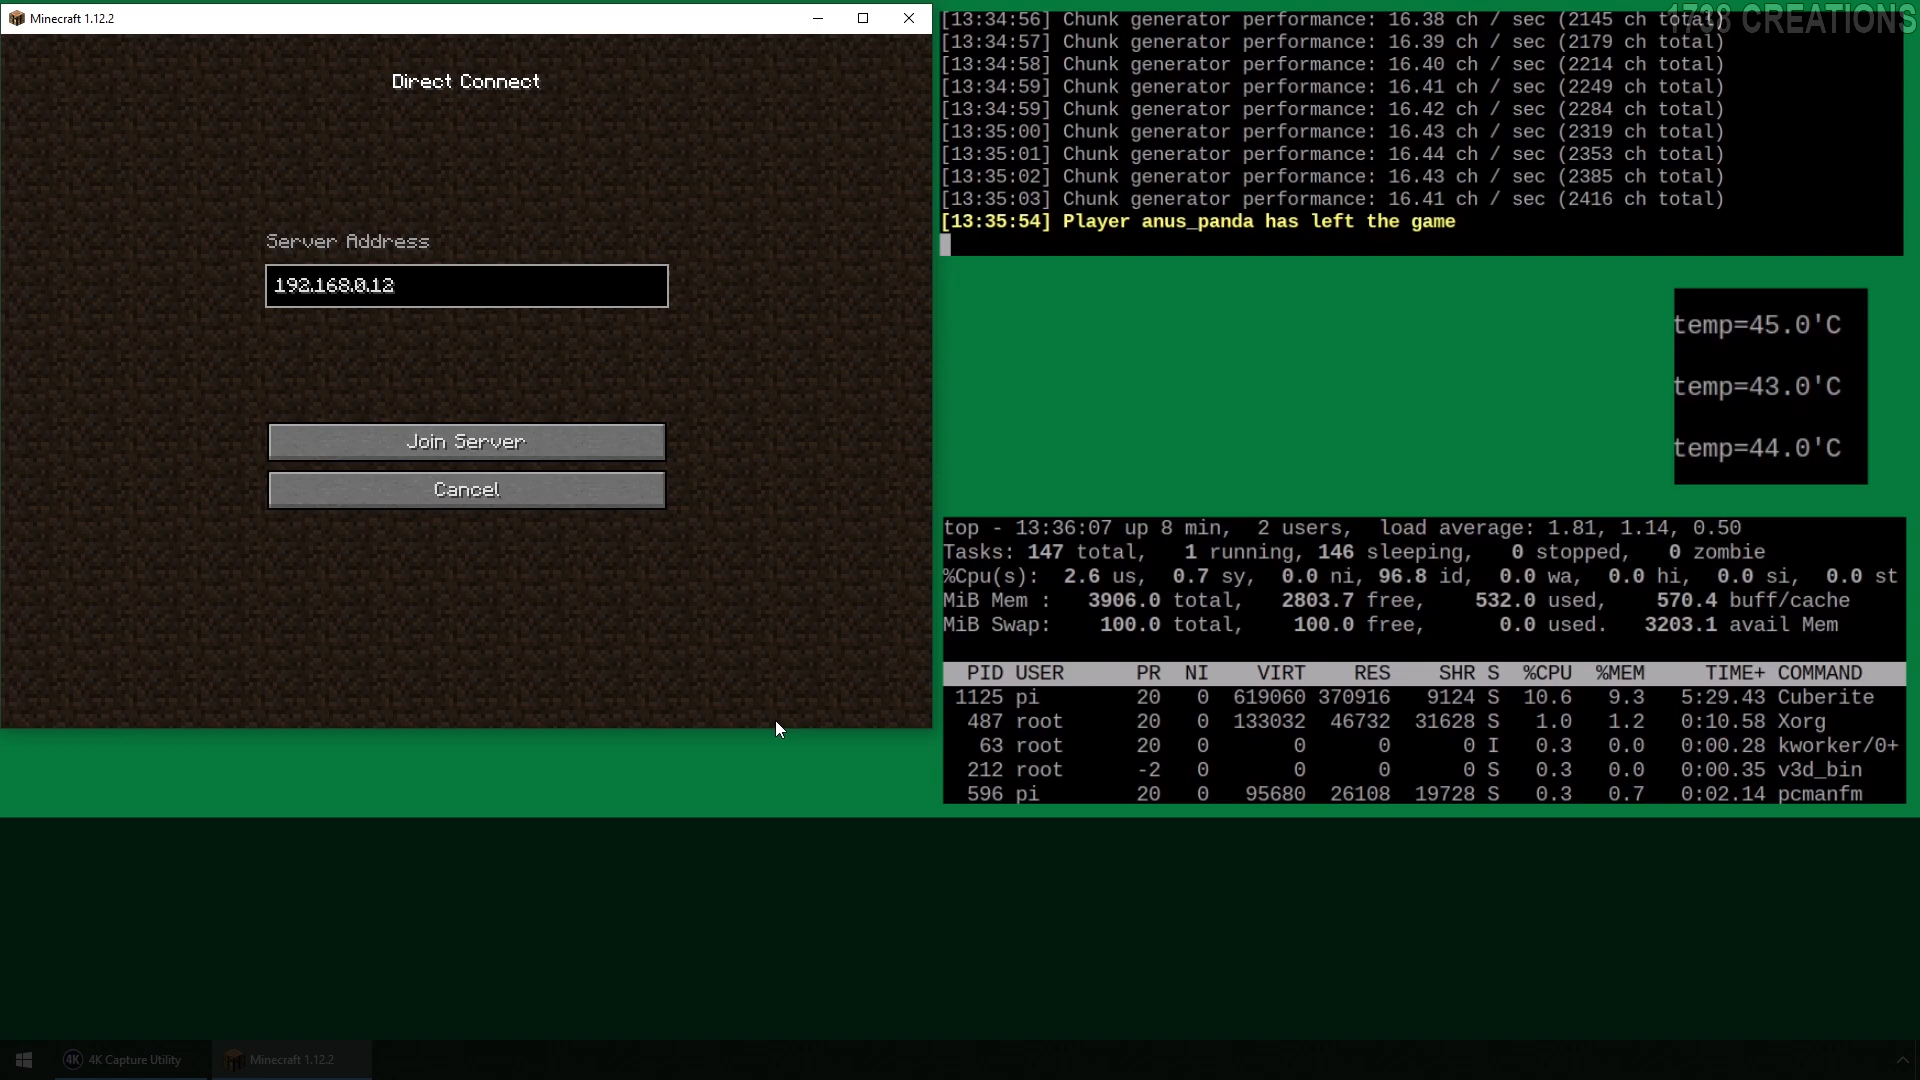 Minecraft 1.12.2
Direct Connect
Server Address
192.168.0.12
Join Server
Cancel
1738 CREATIONS
[13:34:56] Chunk generator performance: 16.38 ch / sec (2145 ch total)
[13:34:57] Chunk generator performance: 16.39 ch / sec (2179 ch total)
[13:34:58] Chunk generator performance: 16.40 ch / sec (2214 ch total)
[13:34:59] Chunk generator performance: 16.41 ch / sec (2249 ch total)
[13:34:59] Chunk generator performance: 16.42 ch / sec (2284 ch total)
[13:35:00] Chunk generator performance: 16.43 ch / sec (2319 ch total)
[13:35:01] Chunk generator performance: 16.44 ch / sec (2353 ch total)
[13:35:02] Chunk generator performance: 16.43 ch / sec (2385 ch total)
[13:35:03] Chunk generator performance: 16.41 ch / sec (2416 ch total)
[13:35:54] Player anus_panda has left the game
temp=45.0'C
temp=43.0'C
temp=44.0'C
top - 13:36:07 up 8 min,  2 users,  load average: 1.81, 1.14, 0.50
Tasks: 147 total,   1 running, 146 sleeping,   0 stopped,   0 zombie
%Cpu(s):  2.6 us,  0.7 sy,  0.0 ni, 96.8 id,  0.0 wa,  0.0 hi,  0.0 si,  0.0 st
MiB Mem :   3906.0 total,   2803.7 free,    532.0 used,    570.4 buff/cache
MiB Swap:    100.0 total,    100.0 free,      0.0 used.   3203.1 avail Mem
PID USER PR NI VIRT RES SHR S %CPU %MEM TIME+ COMMAND
1125 pi 20 0 619060 370916 9124 S 10.6 9.3 5:29.43 Cuberite
487 root 20 0 133032 46732 31628 S 1.0 1.2 0:10.58 Xorg
63 root 20 0 0 0 0 I 0.3 0.0 0:00.28 kworker/0+
212 root -2 0 0 0 0 S 0.3 0.0 0:00.35 v3d_bin
596 pi 20 0 95680 26108 19728 S 0.3 0.7 0:02.14 pcmanfm
4K 4K Capture Utility
Minecraft 1.12.2